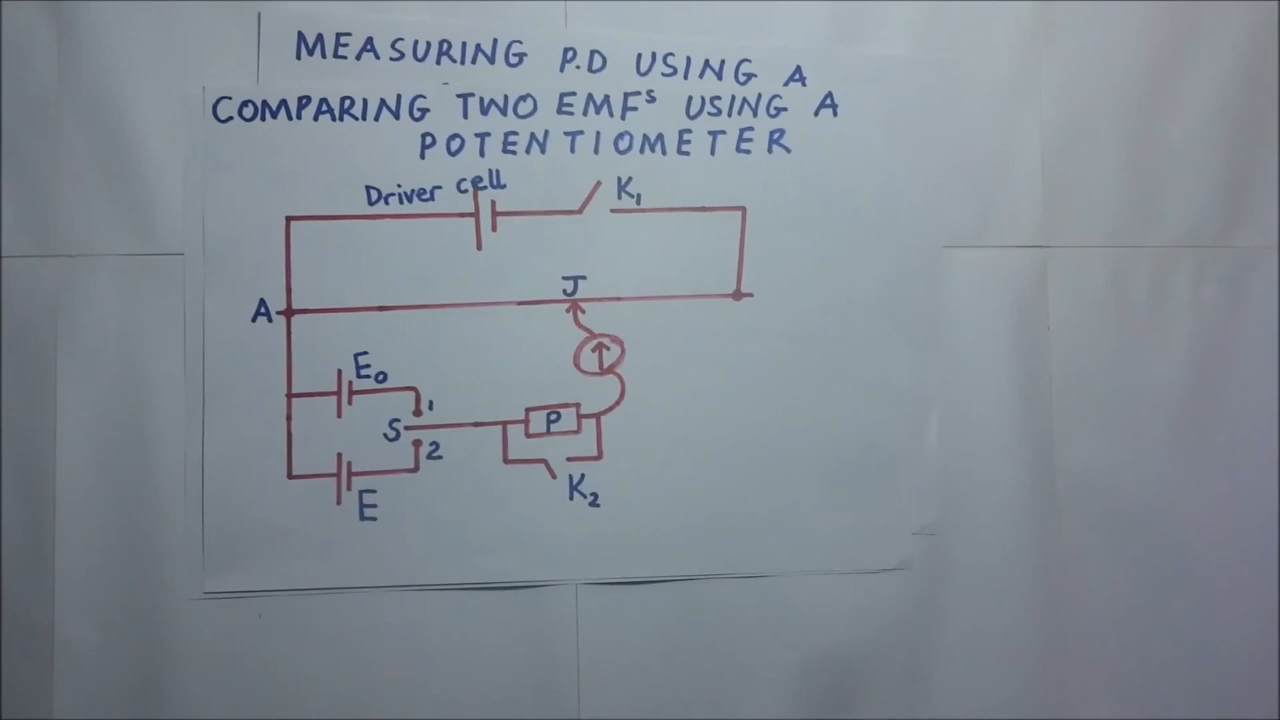 MEASURING P.D USING A
COMPARING TWO EMFs USING A
POTENTIOMETER
Driver cell
K1
J
A
E0
1
S
P
2
E
K2